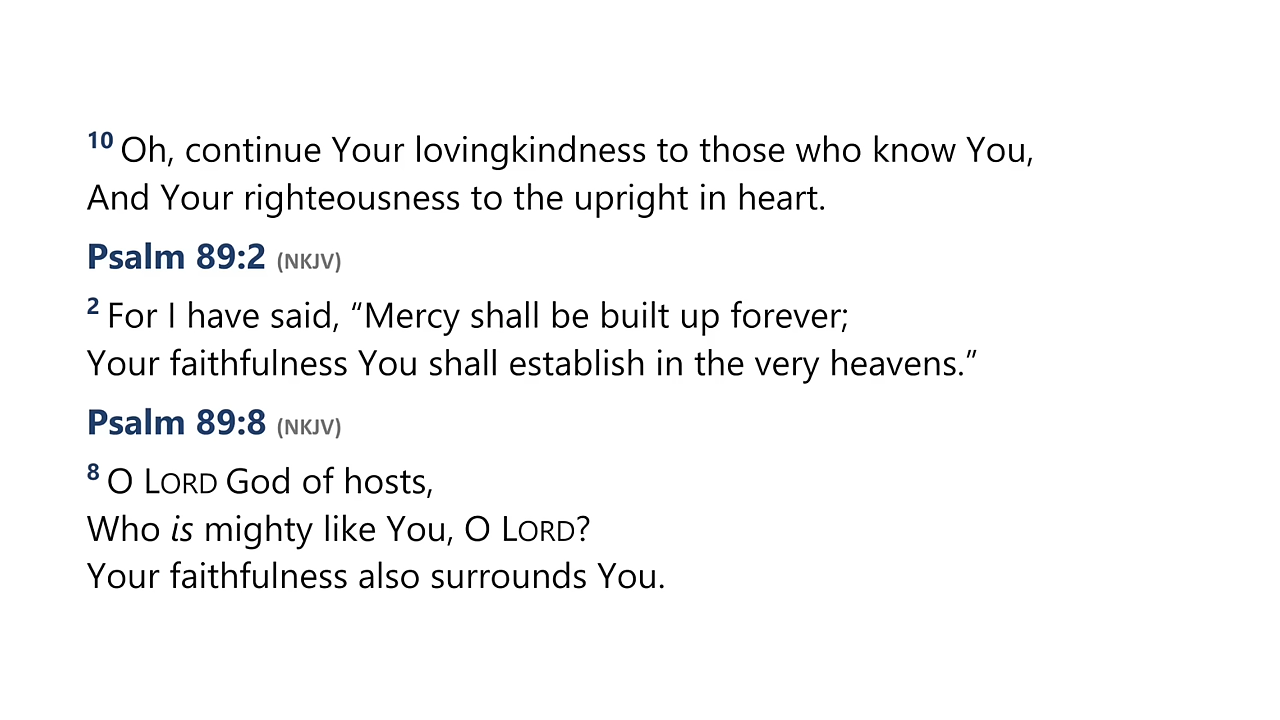 10 Oh, continue Your lovingkindness to those who know You,
And Your righteousness to the upright in heart.
Psalm 89:2 (NKJV)
2 For I have said, “Mercy shall be built up forever;
Your faithfulness You shall establish in the very heavens.”
Psalm 89:8 (NKJV)
8 O LORD God of hosts,
Who is mighty like You, O LORD?
Your faithfulness also surrounds You.